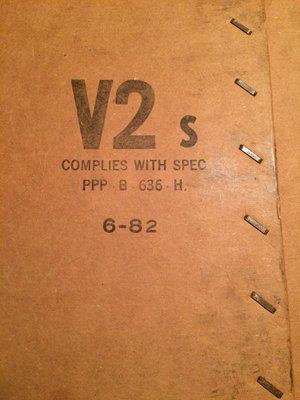 V2 s
COMPLIES WITH SPEC
PPP - B - 636 - H.
6-82